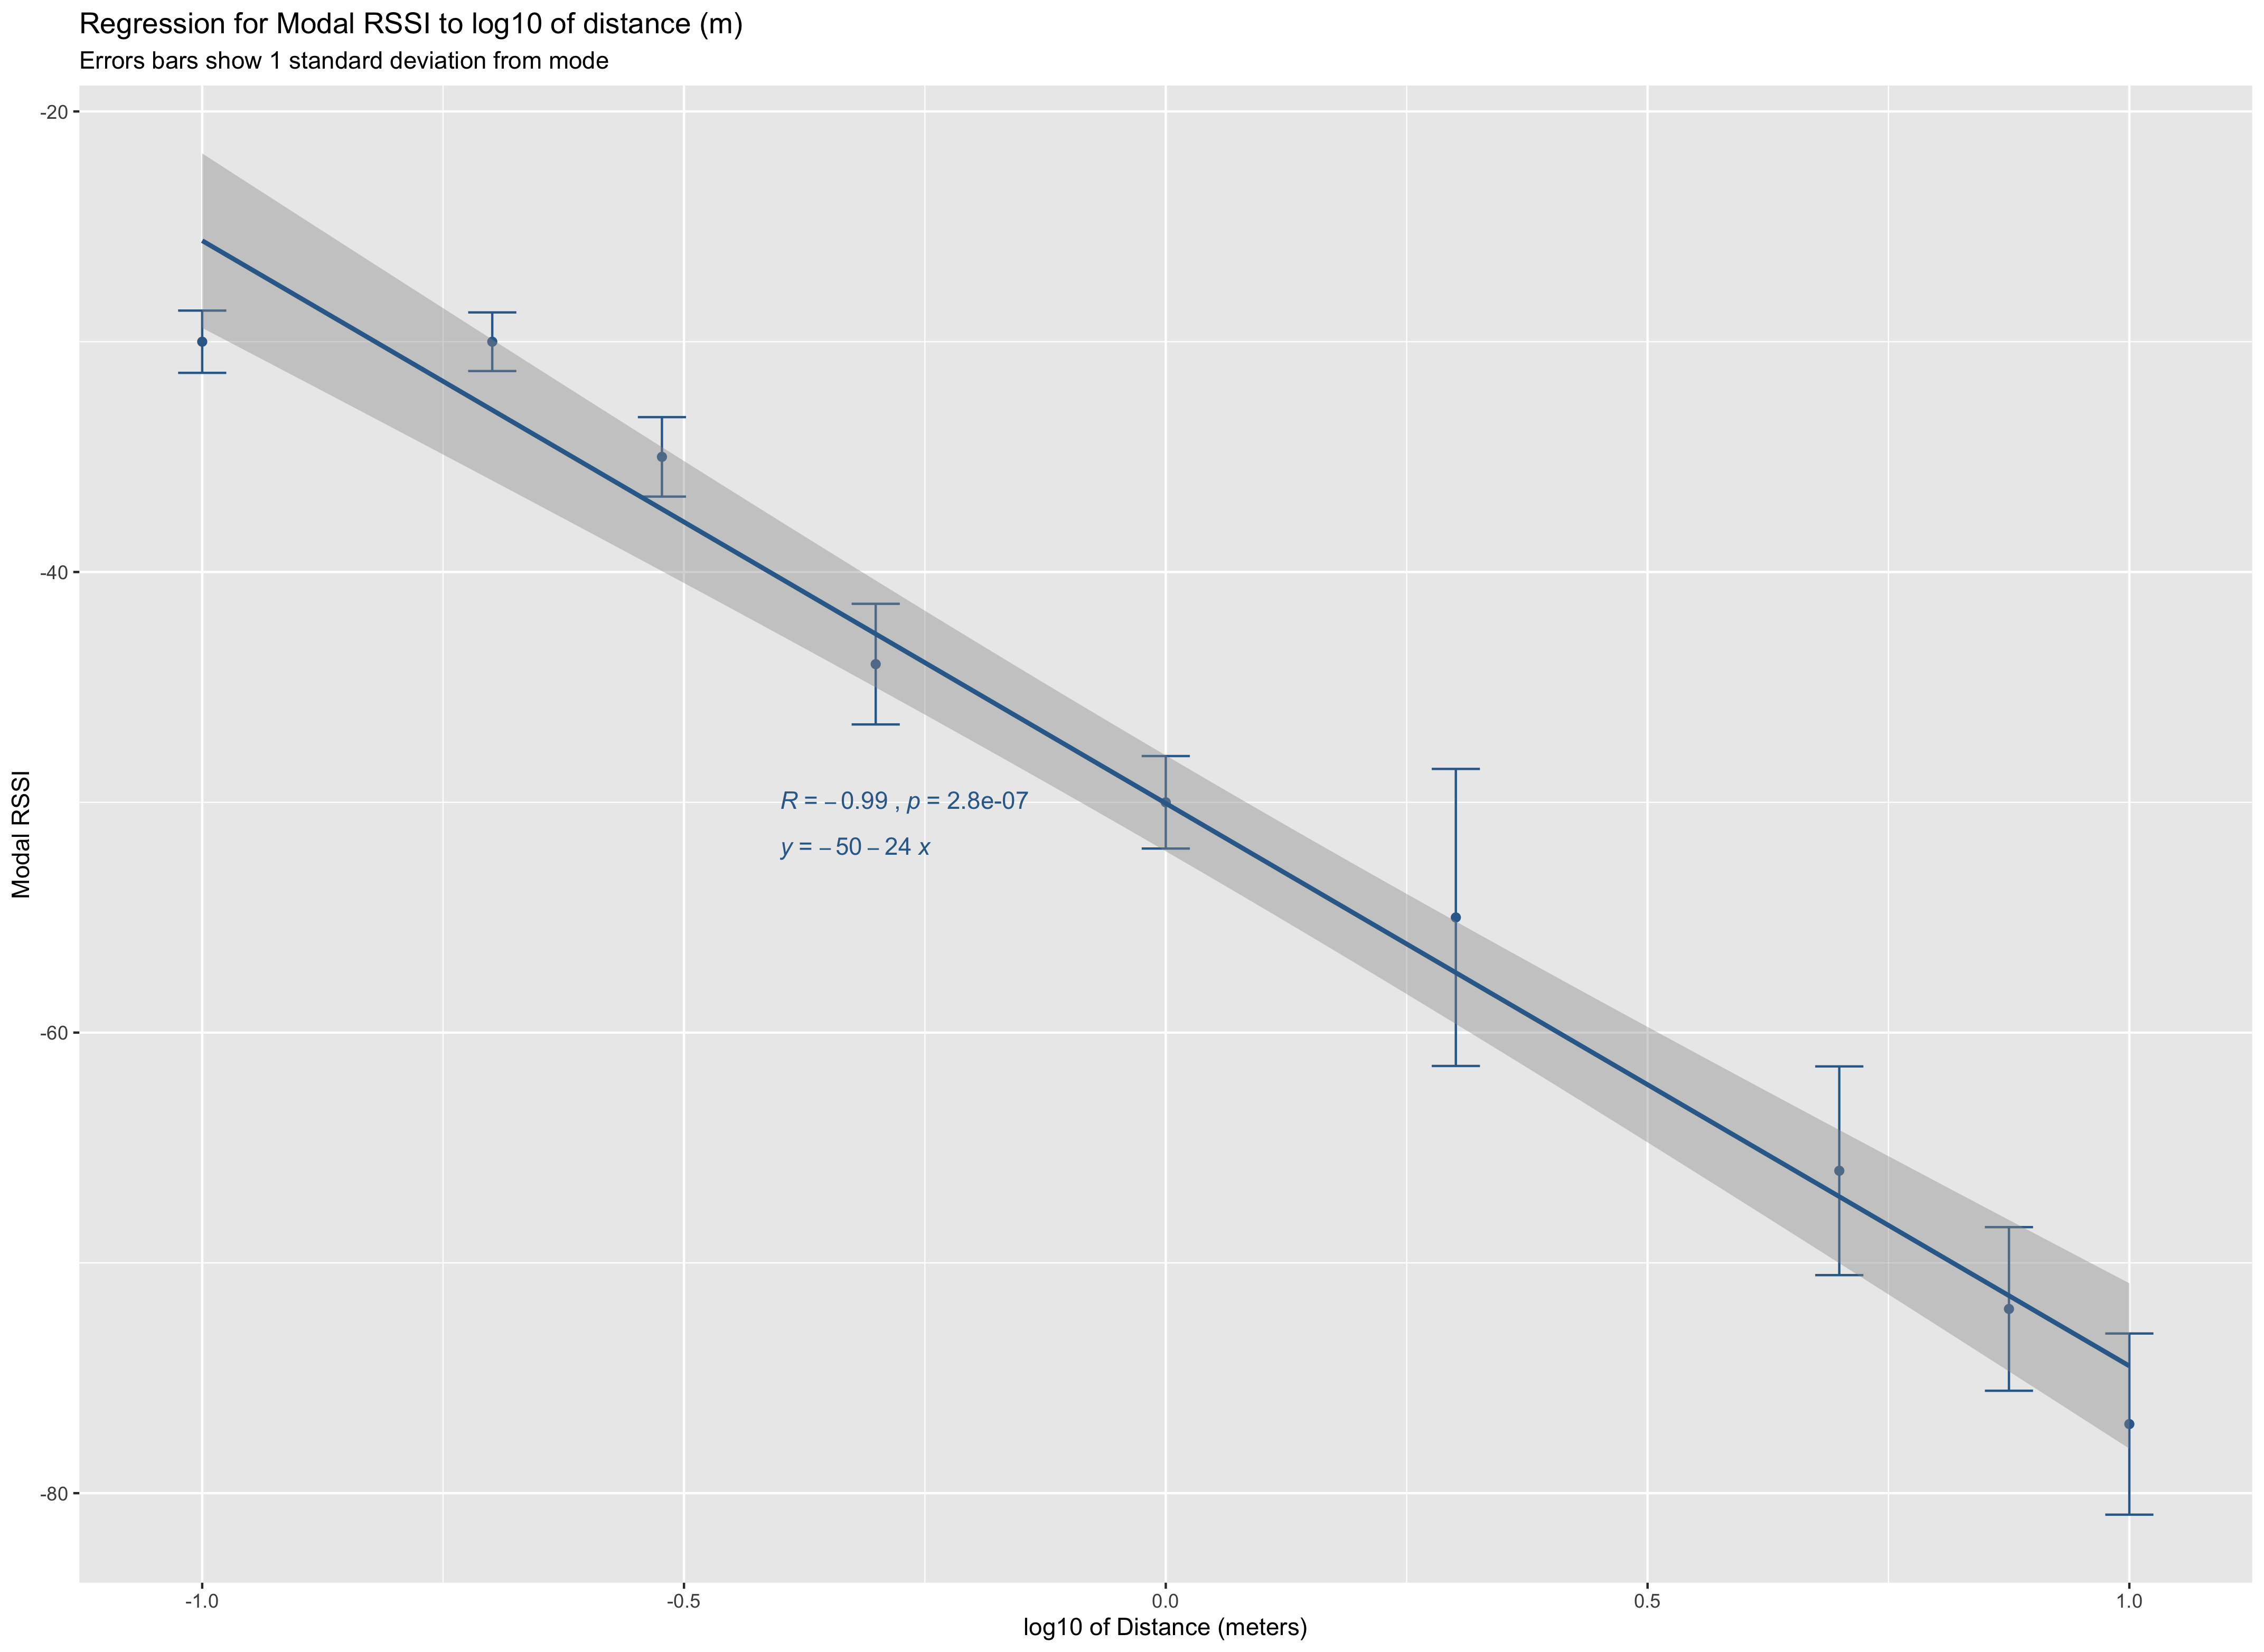 Regression for Modal RSSI to log10 of distance (m)
Errors bars show 1 standard deviation from mode
-20
-40
-60
-80
Modal RSSI
R = − 0.99 , p = 2.8e-07
y = − 50 − 24 x
-1.0 -0.5 0.0 0.5 1.0
log10 of Distance (meters)